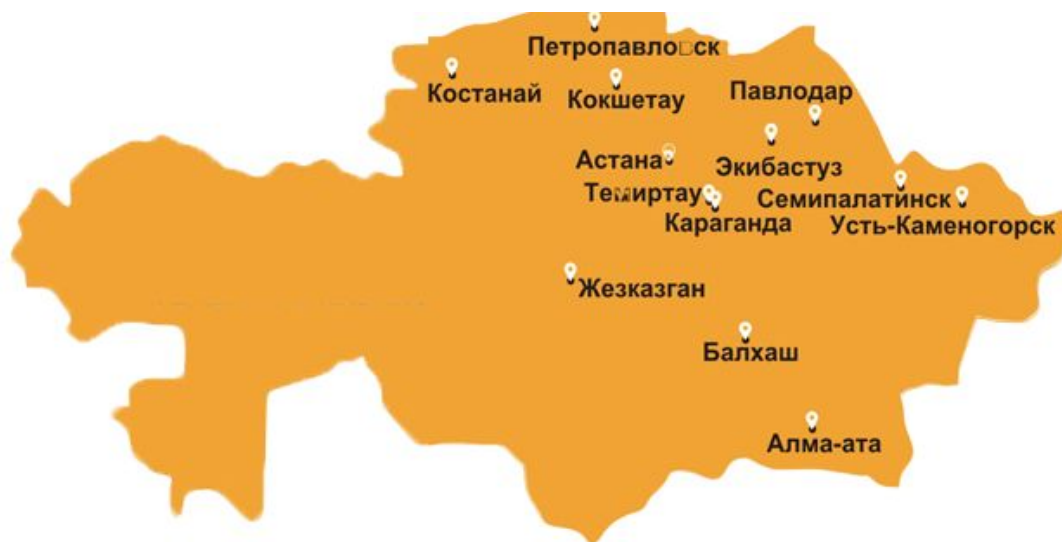 Петропавловск
Костанай
Кокшетау
Павлодар
Астана
Экибастуз
Темиртау
Семипалатинск
Караганда
Усть-Каменогорск
Жезказган
Балхаш
Алма-ата